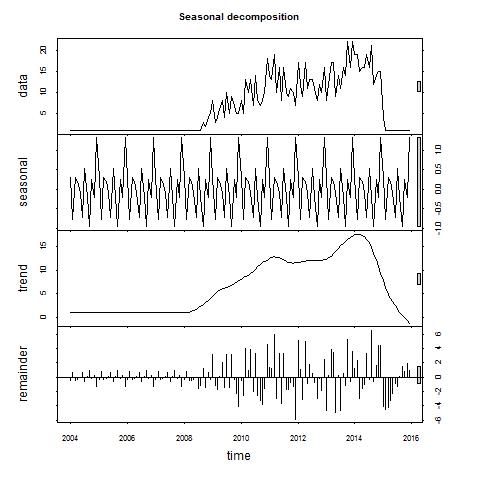 Seasonal decomposition
data
5 10 15 20
seasonal
-1.0 -0.5 0.0 0.5 1.0
trend
0 5 10 15
remainder
-6 -4 -2 0 2 4 6
2004 2006 2008 2010 2012 2014 2016
time